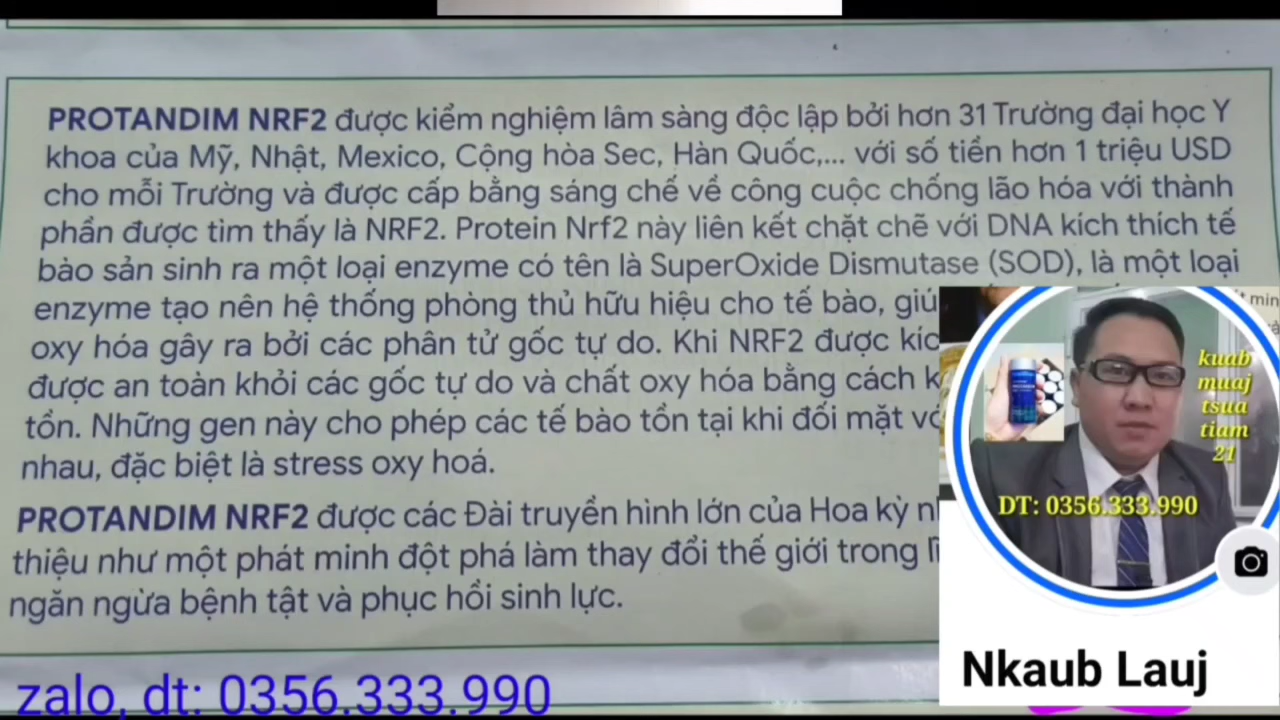 PROTANDIM NRF2 được kiểm nghiệm lâm sàng độc lập bởi hơn 31 Trường đại học Y
khoa của Mỹ, Nhật, Mexico, Cộng hòa Sec, Hàn Quốc,... với số tiền hơn 1 triệu USD
cho mỗi Trường và được cấp bằng sáng chế về công cuộc chống lão hóa với thành
phần được tìm thấy là NRF2. Protein Nrf2 này liên kết chặt chẽ với DNA kích thích tế
bào sản sinh ra một loại enzyme có tên là SuperOxide Dismutase (SOD), là một loại
enzyme tạo nên hệ thống phòng thủ hữu hiệu cho tế bào,
oxy hóa gây ra bởi các phân tử gốc tự do. Khi NRF2 được
được an toàn khỏi các gốc tự do và chất oxy hóa bằng cách
tồn. Những gen này cho phép các tế bào tồn tại khi đối mặt
nhau, đặc biệt là stress oxy hoá.
PROTANDIM NRF2 được các Đài truyền hình lớn của Hoa kỳ
thiệu như một phát minh đột phá làm thay đổi thế giới trong
ngăn ngừa bệnh tật và phục hồi sinh lực.
zalo, dt: 0356.333.990
kuab
muaj
tsua
tiam
21
DT: 0356.333.990
Nkaub Lauj